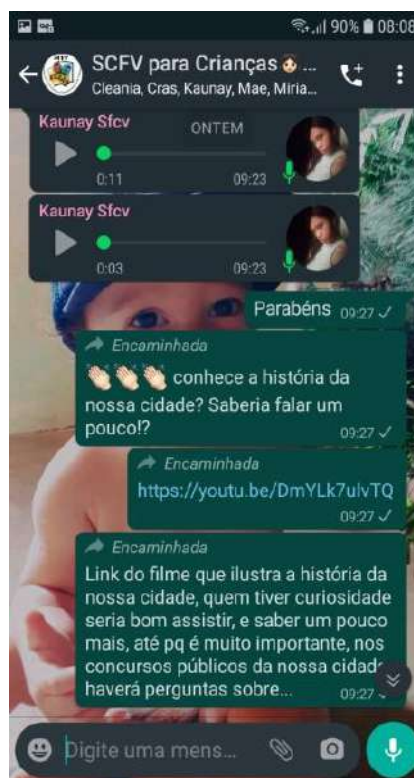 90% 08:08
SCFV para Crianças ...
Cleania, Cras, Kaunay, Mae, Miria...
Kaunay Sfcv
ONTEM
0:11 09:23
Kaunay Sfcv
0:03 09:23
Parabéns 09:27
Encaminhada
conhece a história da
nossa cidade? Saberia falar um
pouco!?
09:27
Encaminhada
https://youtu.be/DmYLk7ulvTQ
09:27
Encaminhada
Link do filme que ilustra a história da
nossa cidade, quem tiver curiosidade
seria bom assistir, e saber um pouco
mais, até pq é muito importante, nos
concursos públicos da nossa cidade
haverá perguntas sobre... 09:27
Digite uma mens...